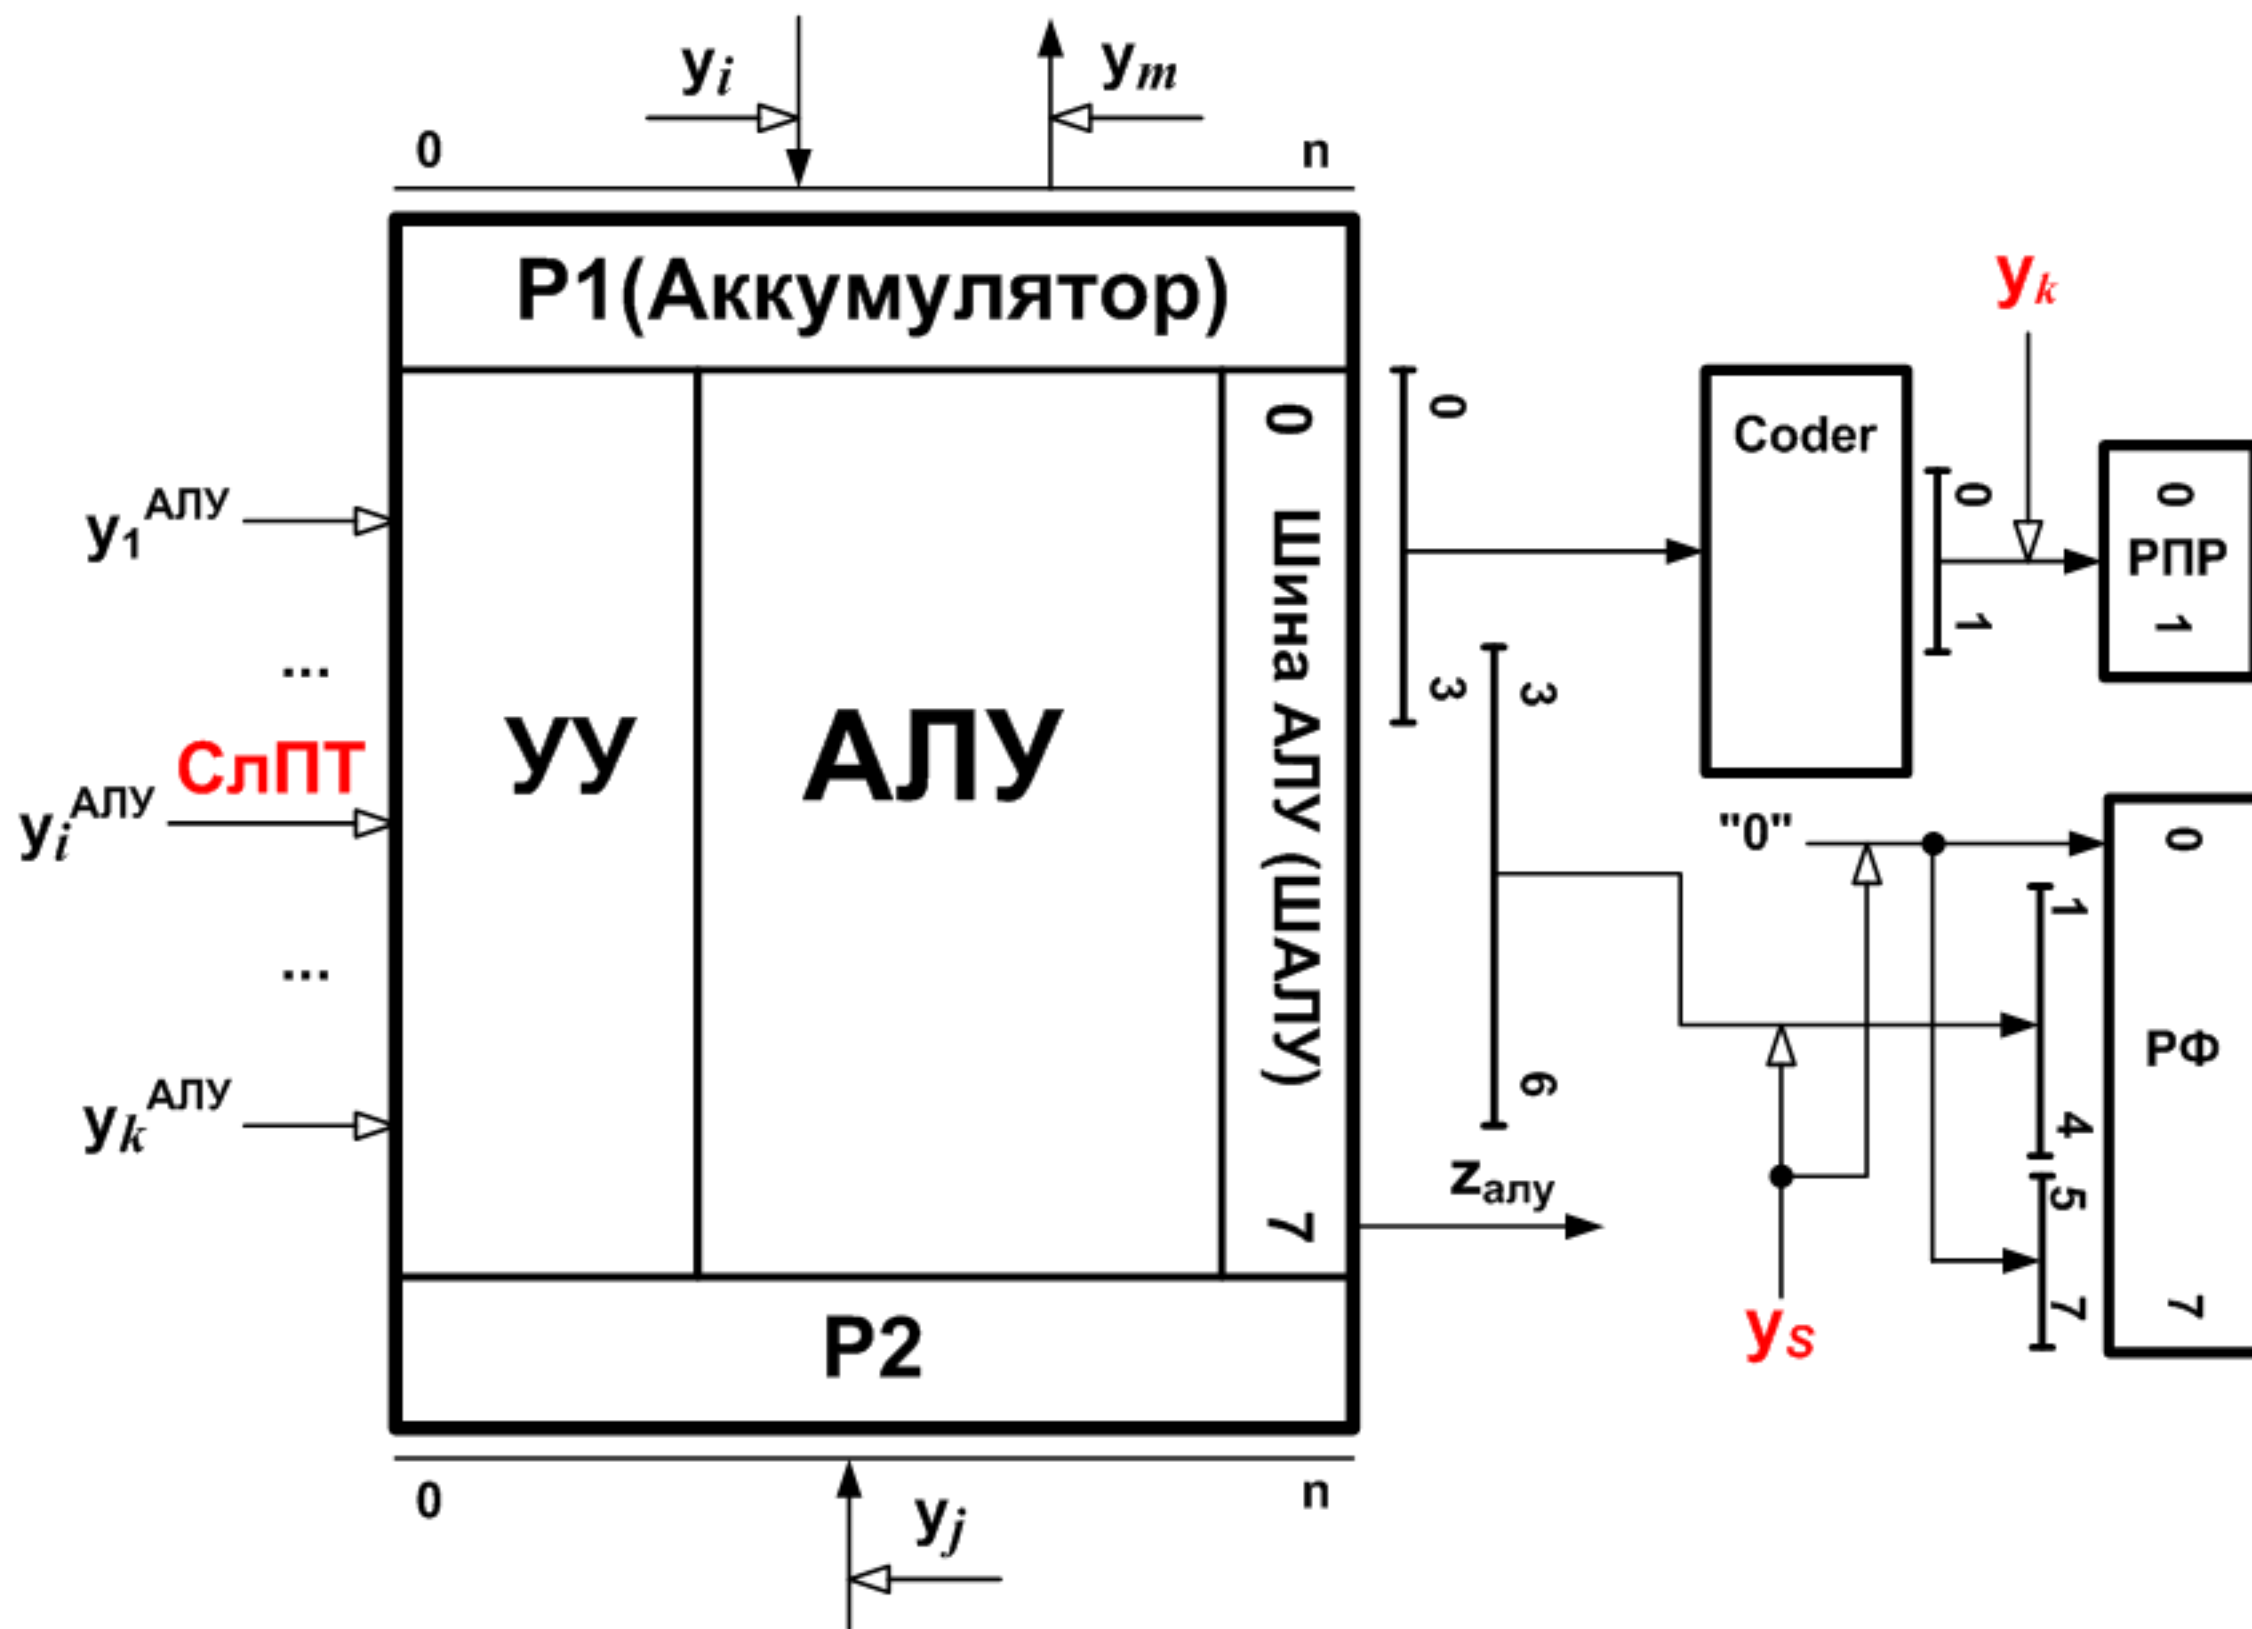 yi
ym
0
n
P1(Аккумулятор)
yk
0
0
Coder
0
0
y1АЛУ
РПР
1
1
Шина АЛУ (ШАЛУ)
...
3
3
УУ
АЛУ
СлПТ
yiАЛУ
"0"
0
1
...
РФ
6
4
ykАЛУ
zалу
5
7
7
7
yS
P2
0
n
yj